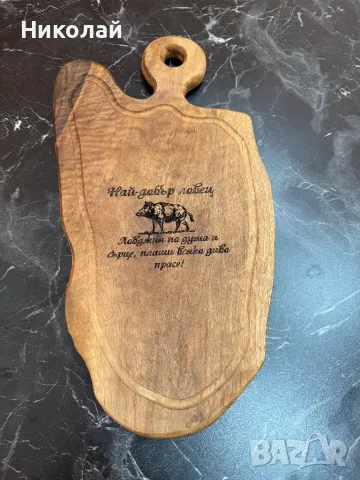 Николай
Най-добър ловец
Ловджия по душа и
сърце, плаши всяко диво
прасе!
BAZAR